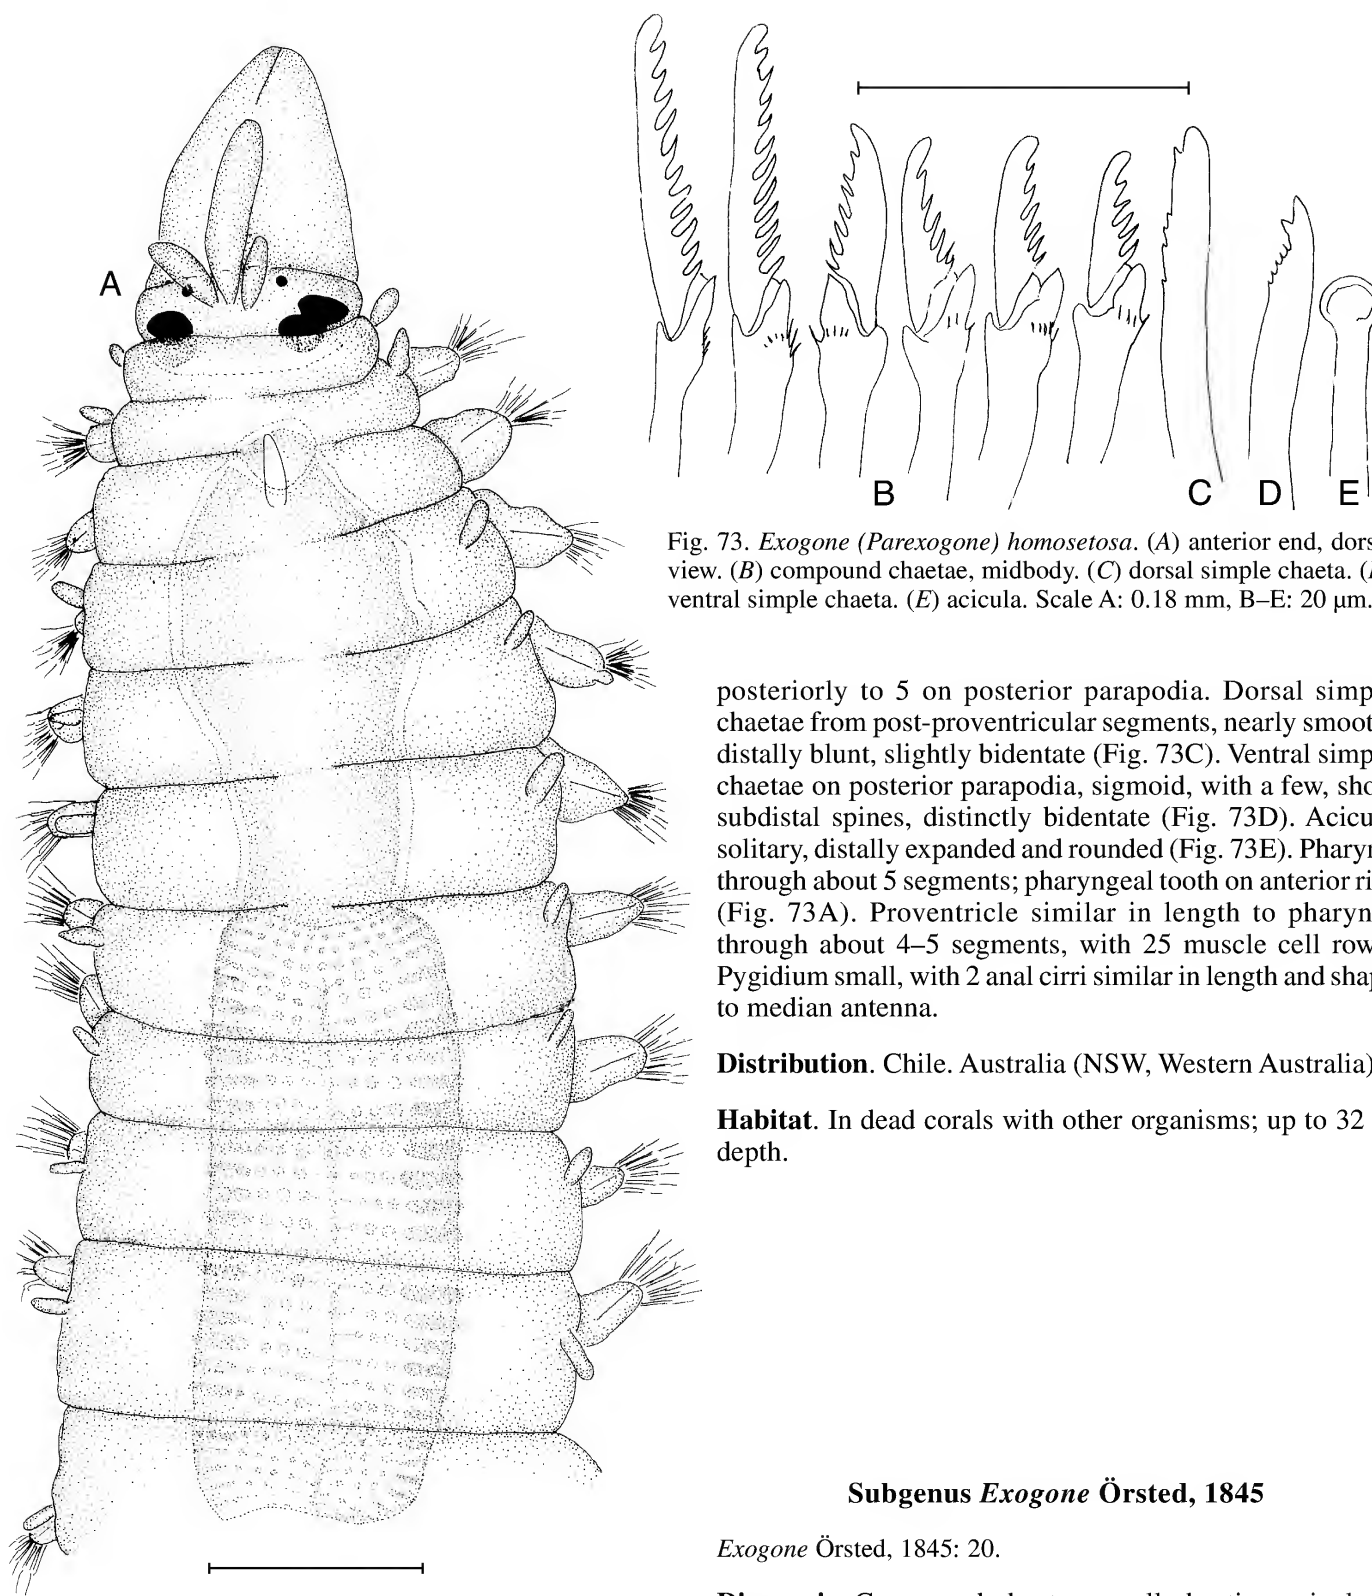 A
B
C
D
E
Fig. 73. Exogone (Parexogone) homosetosa. (A) anterior end, dors
view. (B) compound chaetae, midbody. (C) dorsal simple chaeta. (
ventral simple chaeta. (E) acicula. Scale A: 0.18 mm, B–E: 20 µm.
posteriorly to 5 on posterior parapodia. Dorsal simp
chaetae from post-proventricular segments, nearly smoot
distally blunt, slightly bidentate (Fig. 73C). Ventral simp
chaetae on posterior parapodia, sigmoid, with a few, sho
subdistal spines, distinctly bidentate (Fig. 73D). Acicu
solitary, distally expanded and rounded (Fig. 73E). Pharyn
through about 5 segments; pharyngeal tooth on anterior ri
(Fig. 73A). Proventricle similar in length to pharyn
through about 4–5 segments, with 25 muscle cell row
Pygidium small, with 2 anal cirri similar in length and sha
to median antenna.
Distribution. Chile. Australia (NSW, Western Australia)
Habitat. In dead corals with other organisms; up to 32
depth.
Subgenus Exogone Örsted, 1845
Exogone Örsted, 1845: 20.